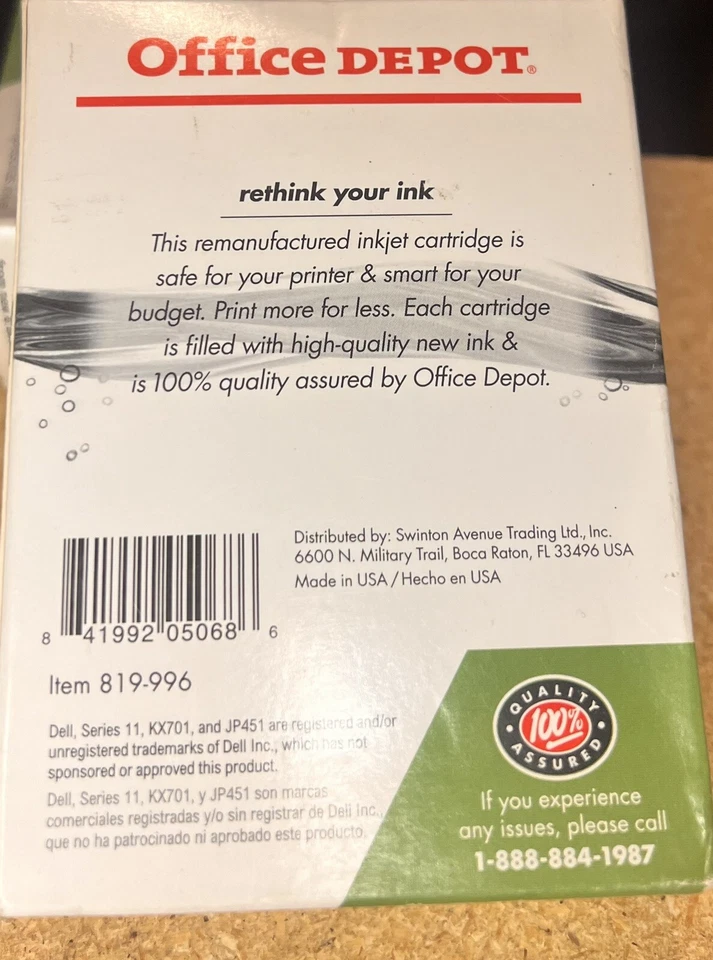 Office DEPOT®
rethink your ink
This remanufactured inkjet cartridge is
safe for your printer & smart for your
budget. Print more for less. Each cartridge
is filled with high-quality new ink &
is 100% quality assured by Office Depot.
Distributed by: Swinton Avenue Trading Ltd., Inc.
6600 N. Military Trail, Boca Raton, FL 33496 USA
Made in USA / Hecho en USA
8 41992 05068 6
Item 819-996
Dell, Series 11, KX701, and JP451 are registered and/or
unregistered trademarks of Dell Inc., which has not
sponsored or approved this product.
Dell, Series 11, KX701, y JP451 son marcas
comerciales registradas y/o sin registrar de Dell Inc.,
que no ha patrocinado ni aprobado este producto.
QUALITY
100%
ASSURED
If you experience
any issues, please call
1-888-884-1987